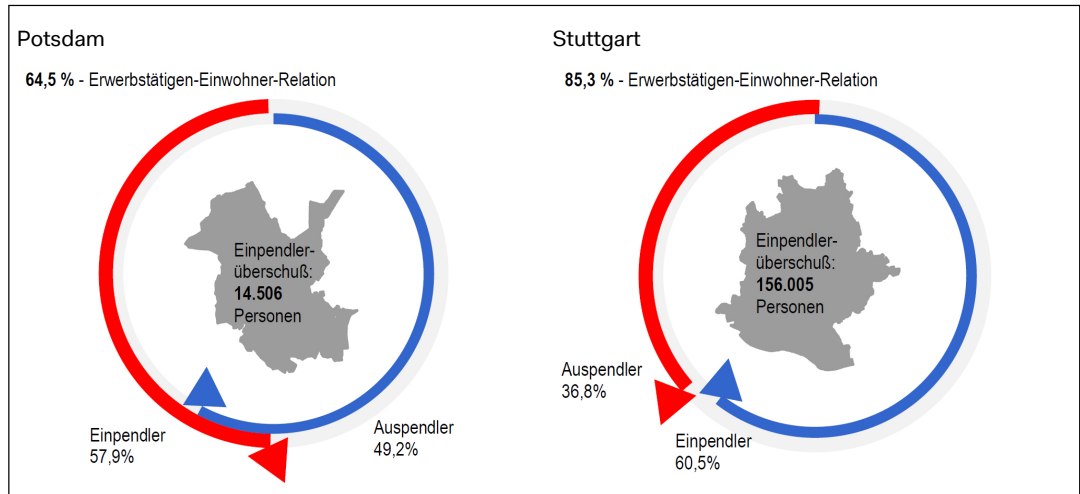 Potsdam
64,5 % - Erwerbstätigen-Einwohner-Relation
Einpendler-
überschuß:
14.506
Personen
Einpendler
57,9%
Auspendler
49,2%
Stuttgart
85,3 % - Erwerbstätigen-Einwohner-Relation
Einpendler-
überschuß:
156.005
Personen
Auspendler
36,8%
Einpendler
60,5%